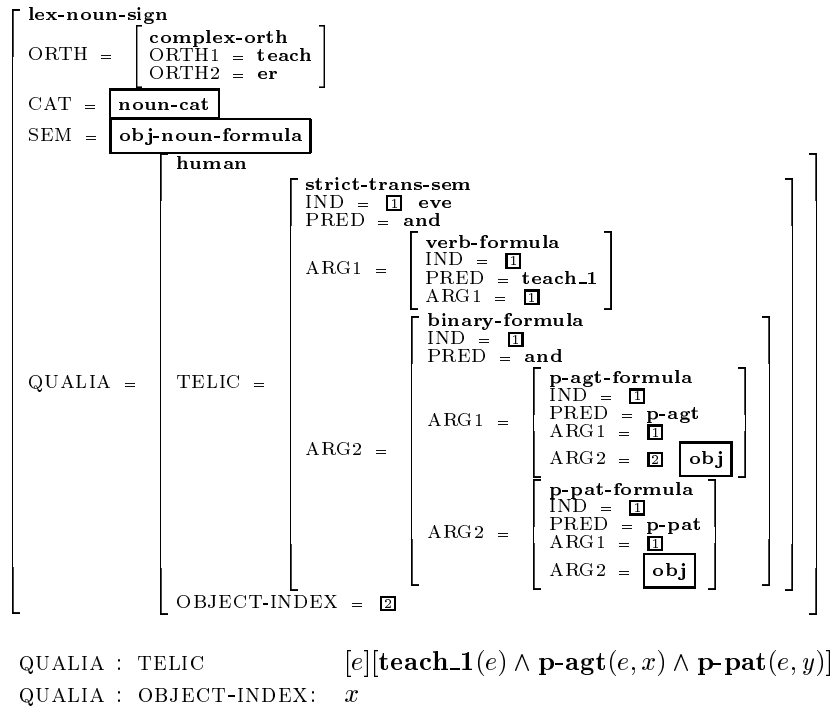 lex-noun-sign
complex-orth
ORTH = ORTH1 = teach
ORTH2 = er
CAT = noun-cat
SEM = obj-noun-formula
human
strict-trans-sem
IND = 1 eve
PRED = and
verb-formula
IND = 1
ARG1 = PRED = teach_1
ARG1 = 1
binary-formula
IND = 1
PRED = and
p-agt-formula
QUALIA = TELIC = IND = 1
ARG1 = PRED = p-agt
ARG1 = 1
ARG2 = ARG2 = 2 obj
p-pat-formula
IND = 1
ARG2 = PRED = p-pat
ARG1 = 1
ARG2 = obj
OBJECT-INDEX = 2
QUALIA : TELIC [e][teach_1(e) ∧ p-agt(e, x) ∧ p-pat(e, y)]
QUALIA : OBJECT-INDEX: x